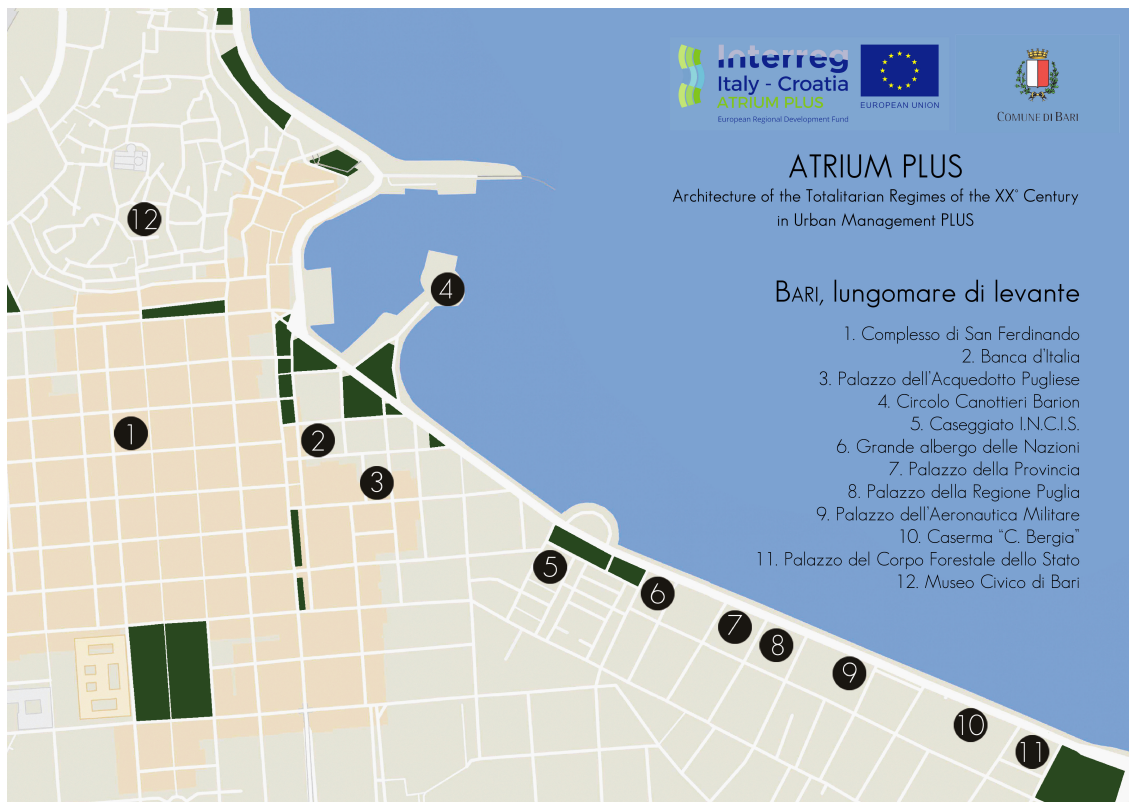 Interreg
Italy - Croatia
ATRIUM PLUS
European Regional Development Fund
EUROPEAN UNION
COMUNE DI BARI
ATRIUM PLUS
Architecture of the Totalitarian Regimes of the XX° Century
in Urban Management PLUS
BARI, lungomare di levante
1. Complesso di San Ferdinando
2. Banca d'Italia
3. Palazzo dell'Acquedotto Pugliese
4. Circolo Canottieri Barion
5. Caseggiato I.N.C.I.S.
6. Grande albergo delle Nazioni
7. Palazzo della Provincia
8. Palazzo della Regione Puglia
9. Palazzo dell'Aeronautica Militare
10. Caserma “C. Bergia”
11. Palazzo del Corpo Forestale dello Stato
12. Museo Civico di Bari
12
4
1
2
3
5
6
7
8
9
10
11